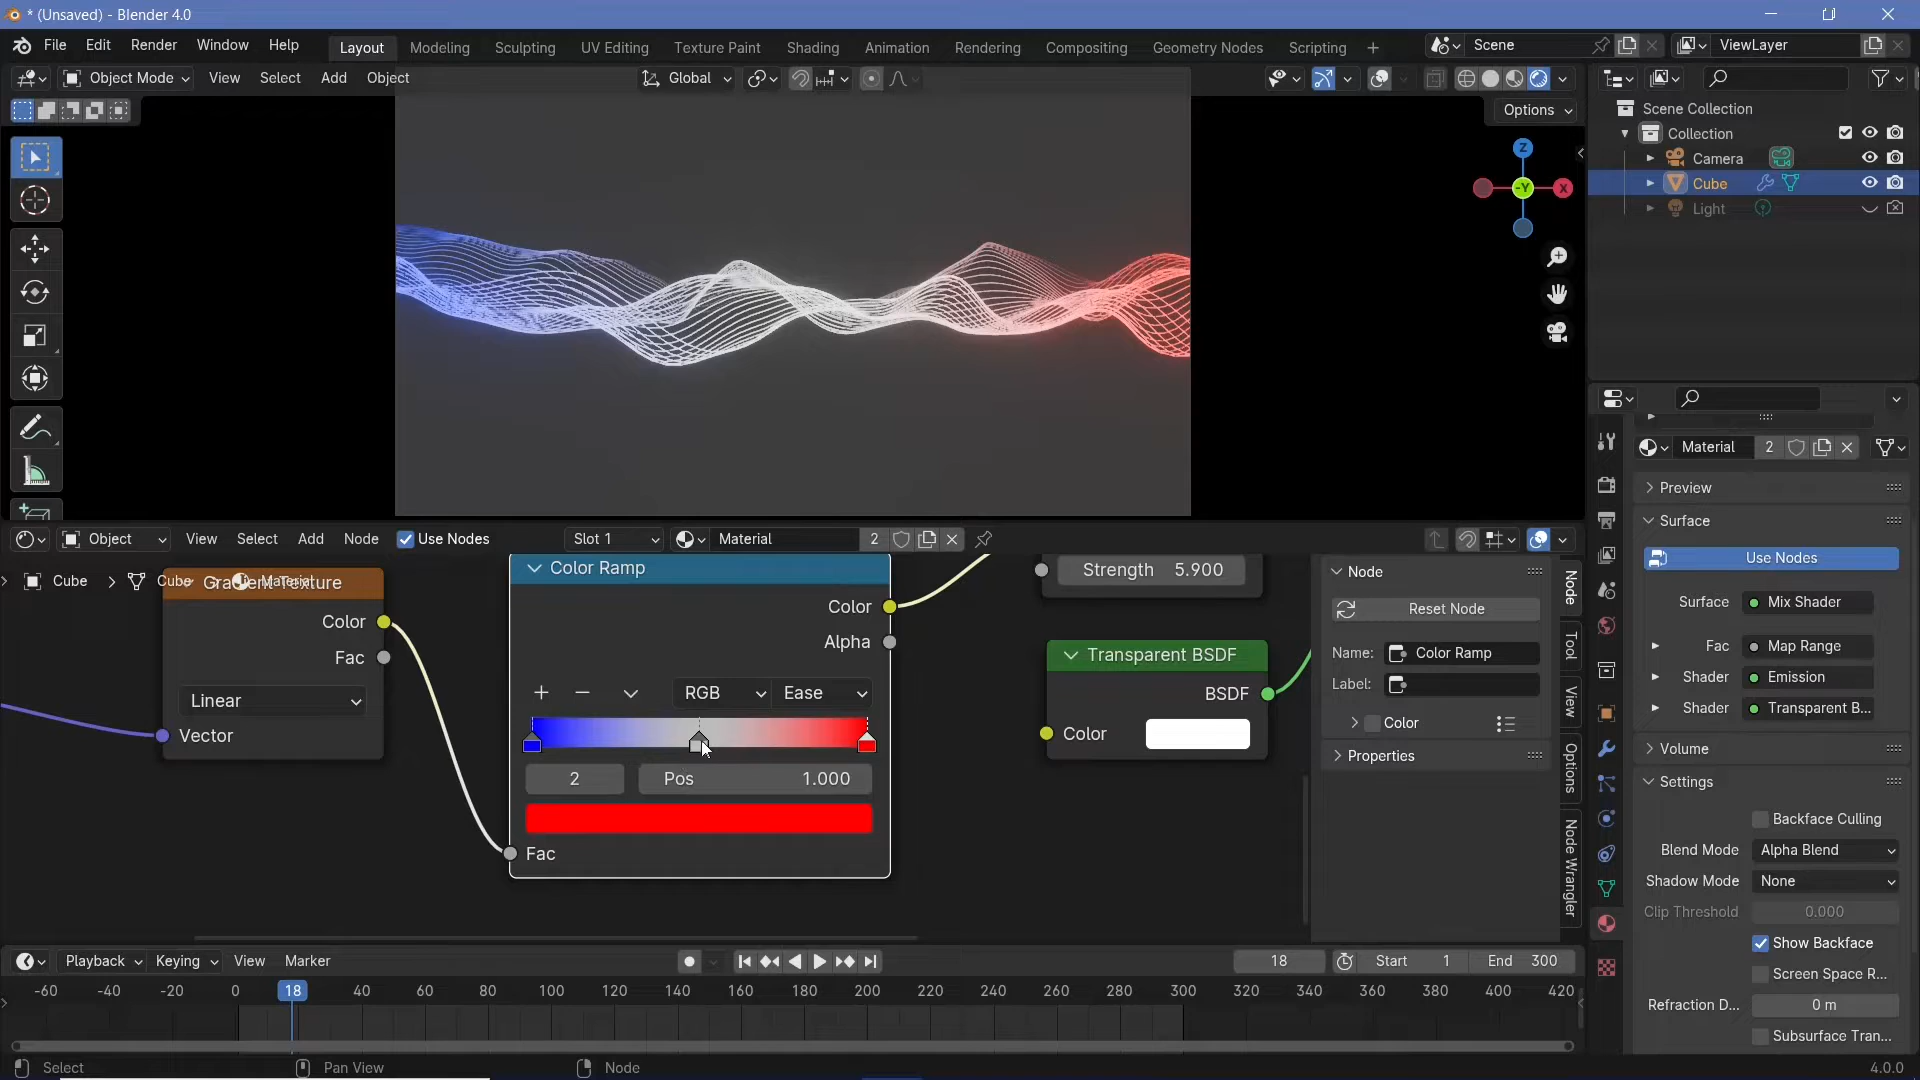 * (Unsaved) - Blender 4.0
File Edit Render Window Help Layout Modeling Sculpting UV Editing Texture Paint Shading Animation Rendering Compositing Geometry Nodes Scripting + Scene ViewLayer
Object Mode View Select Add Object Global
Options
Z
-Y X
Scene Collection
Collection
Camera
Cube
Light
Material 2
Preview
Surface
Use Nodes
Surface Mix Shader
Fac Map Range
Shader Emission
Shader Transparent B...
Volume
Settings
Backface Culling
Blend Mode Alpha Blend
Shadow Mode None
Clip Threshold 0.000
Show Backface
Screen Space R...
Refraction D... 0 m
Subsurface Tran...
Object View Select Add Node Use Nodes Slot 1 Material 2
Cube Cube Material
Gradient Texture
Color
Fac
Linear
Vector
Color Ramp
Color
Alpha
RGB Ease
2 Pos 1.000
Fac
Strength 5.900
Transparent BSDF
BSDF
Color
Node
Reset Node
Name: Color Ramp
Label:
Color
Properties
Node
Tool
View
Options
Node Wrangler
Playback Keying View Marker 18 Start 1 End 300
-60 -40 -20 0 18 40 60 80 100 120 140 160 180 200 220 240 260 280 300 320 340 360 380 400 420
Select Pan View Node 4.0.0